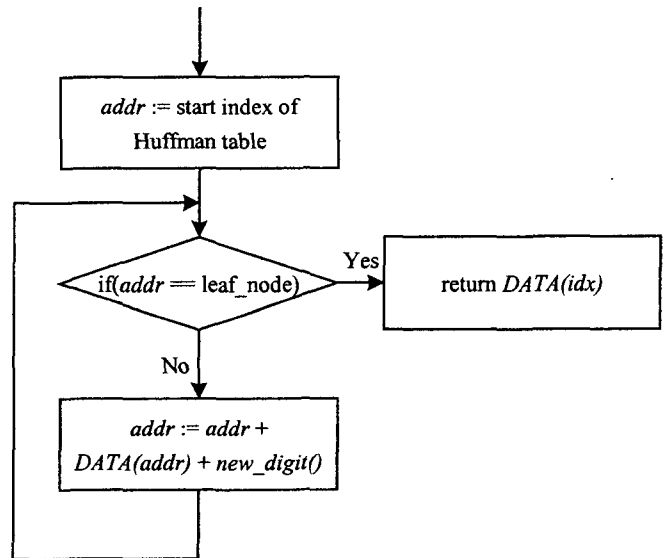 addr := start index of
Huffman table
if(addr == leaf_node)
Yes
return DATA(idx)
No
addr := addr +
DATA(addr) + new_digit()